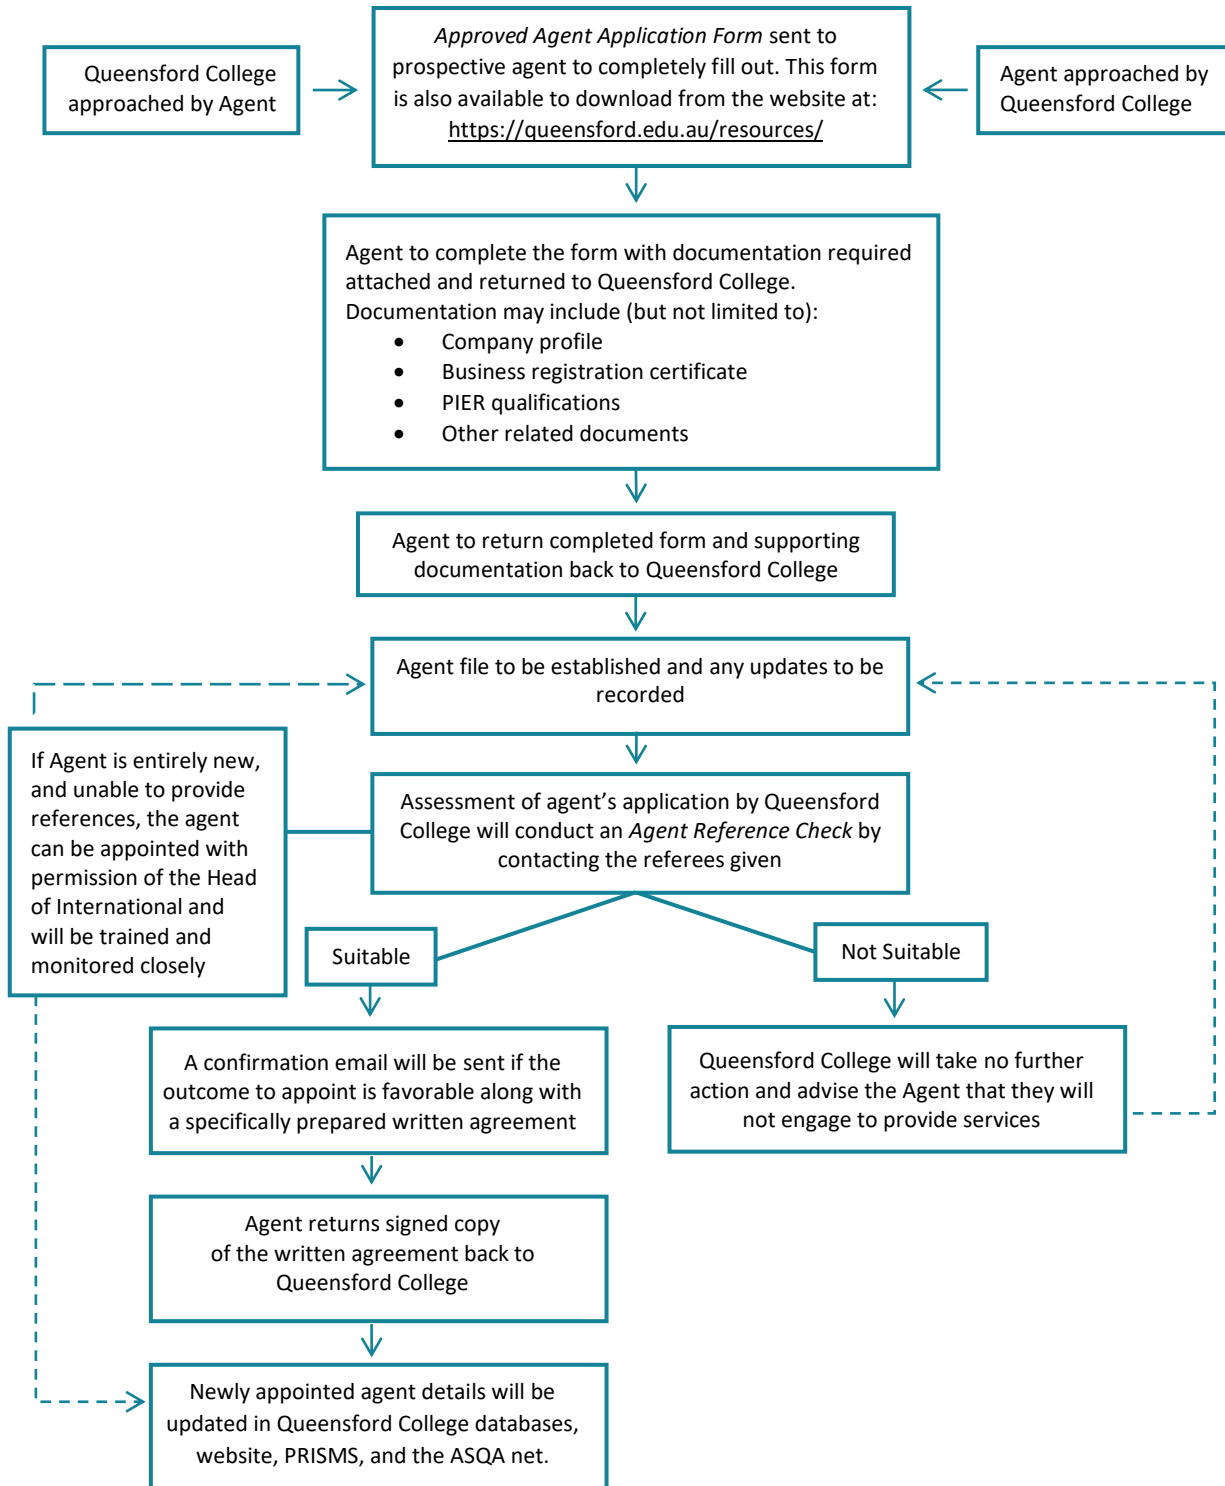 Queensford College
approached by Agent
Approved Agent Application Form sent to
prospective agent to completely fill out. This form
is also available to download from the website at:
https://queensford.edu.au/resources/
Agent approached by
Queensford College
Agent to complete the form with documentation required
attached and returned to Queensford College.
Documentation may include (but not limited to):
• Company profile
• Business registration certificate
• PIER qualifications
• Other related documents
Agent to return completed form and supporting
documentation back to Queensford College
Agent file to be established and any updates to be
recorded
If Agent is entirely new,
and unable to provide
references, the agent
can be appointed with
permission of the Head
of International and
will be trained and
monitored closely
Assessment of agent’s application by Queensford
College will conduct an Agent Reference Check by
contacting the referees given
Suitable
Not Suitable
A confirmation email will be sent if the
outcome to appoint is favorable along with
a specifically prepared written agreement
Queensford College will take no further
action and advise the Agent that they will
not engage to provide services
Agent returns signed copy
of the written agreement back to
Queensford College
Newly appointed agent details will be
updated in Queensford College databases,
website, PRISMS, and the ASQA net.